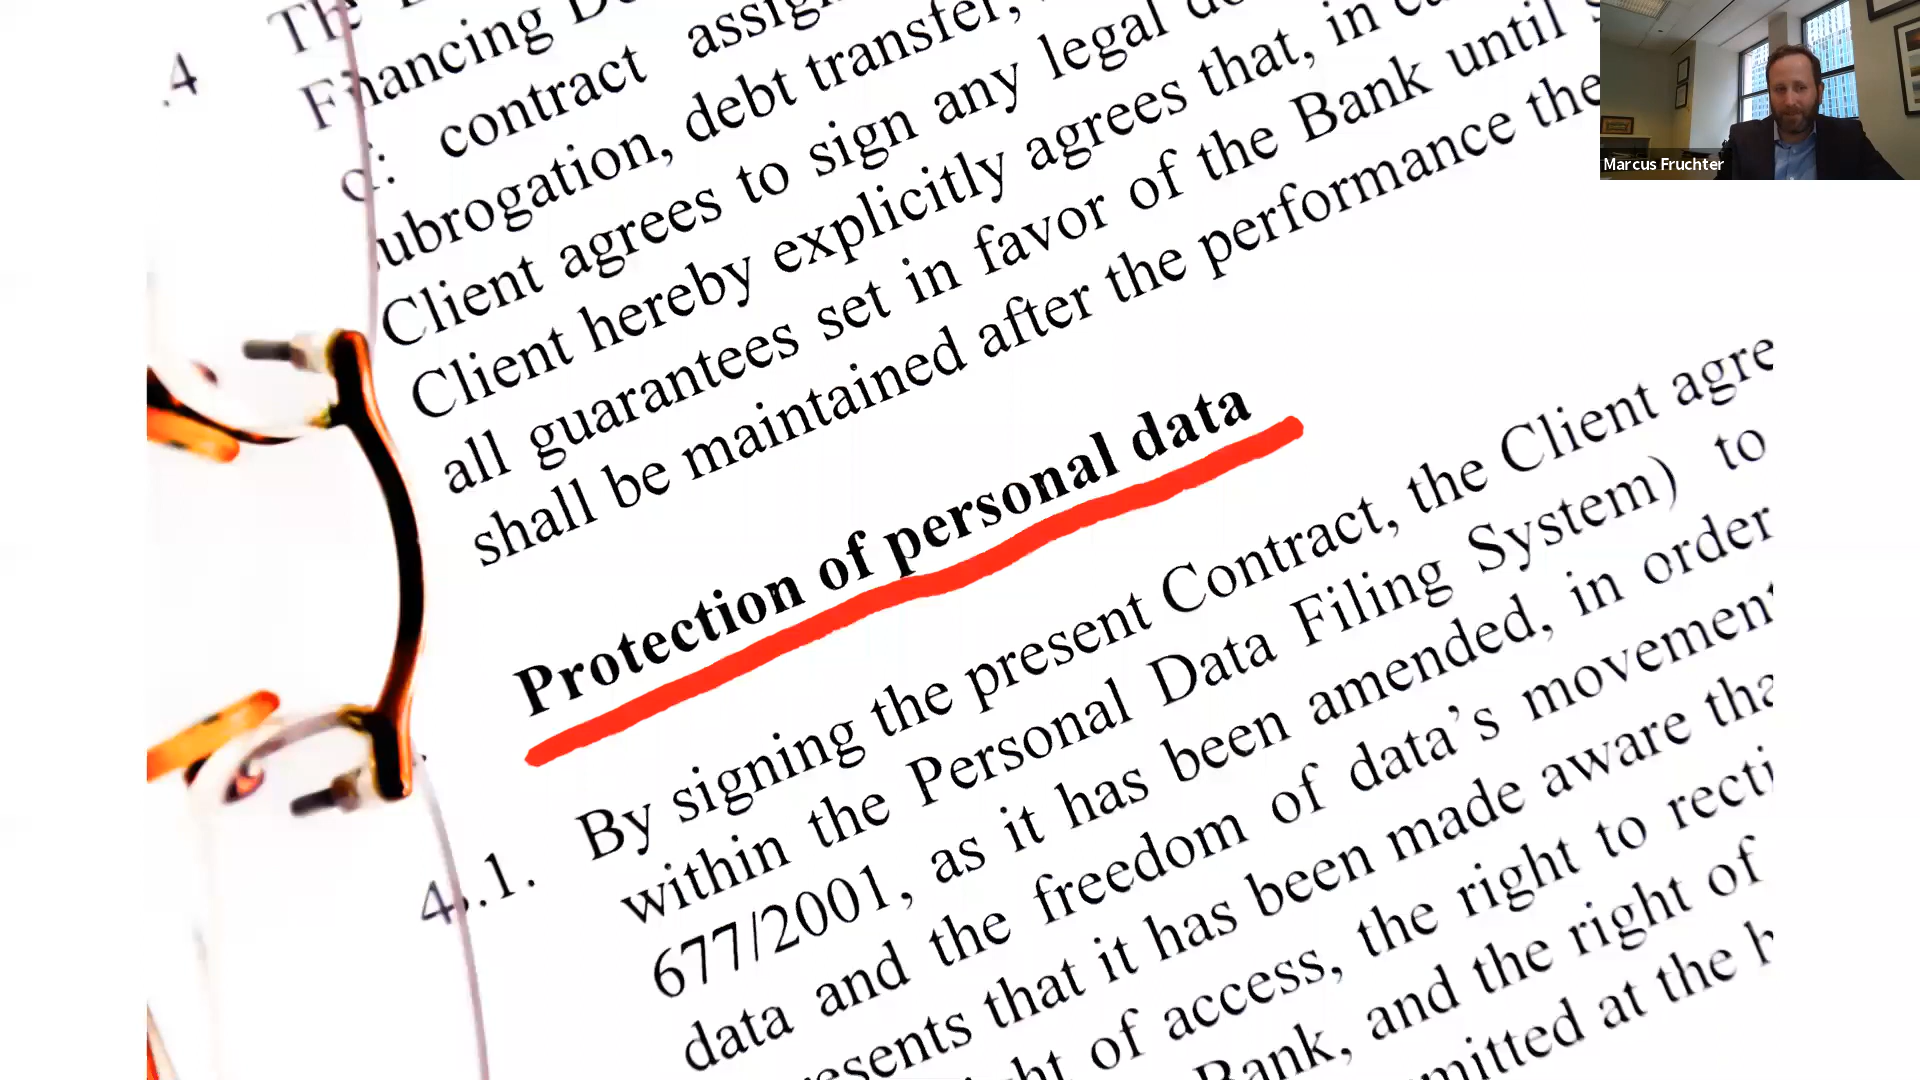 .4
Financing
contract
subrogation, debt transfer,
Client agrees to sign any legal
Client hereby explicitly agrees that, in
all guarantees set in favor of the Bank until
shall be maintained after the performance the
Protection of personal data
4.1. By signing the present Contract, the Client agre
within the Personal Data Filing System) to
677/2001, as it has been amended, in order
data and the freedom of data's movement
esents that it has been made aware tha
of access, the right to recti
Bank, and the right of
mitted at the
Marcus Fruchter